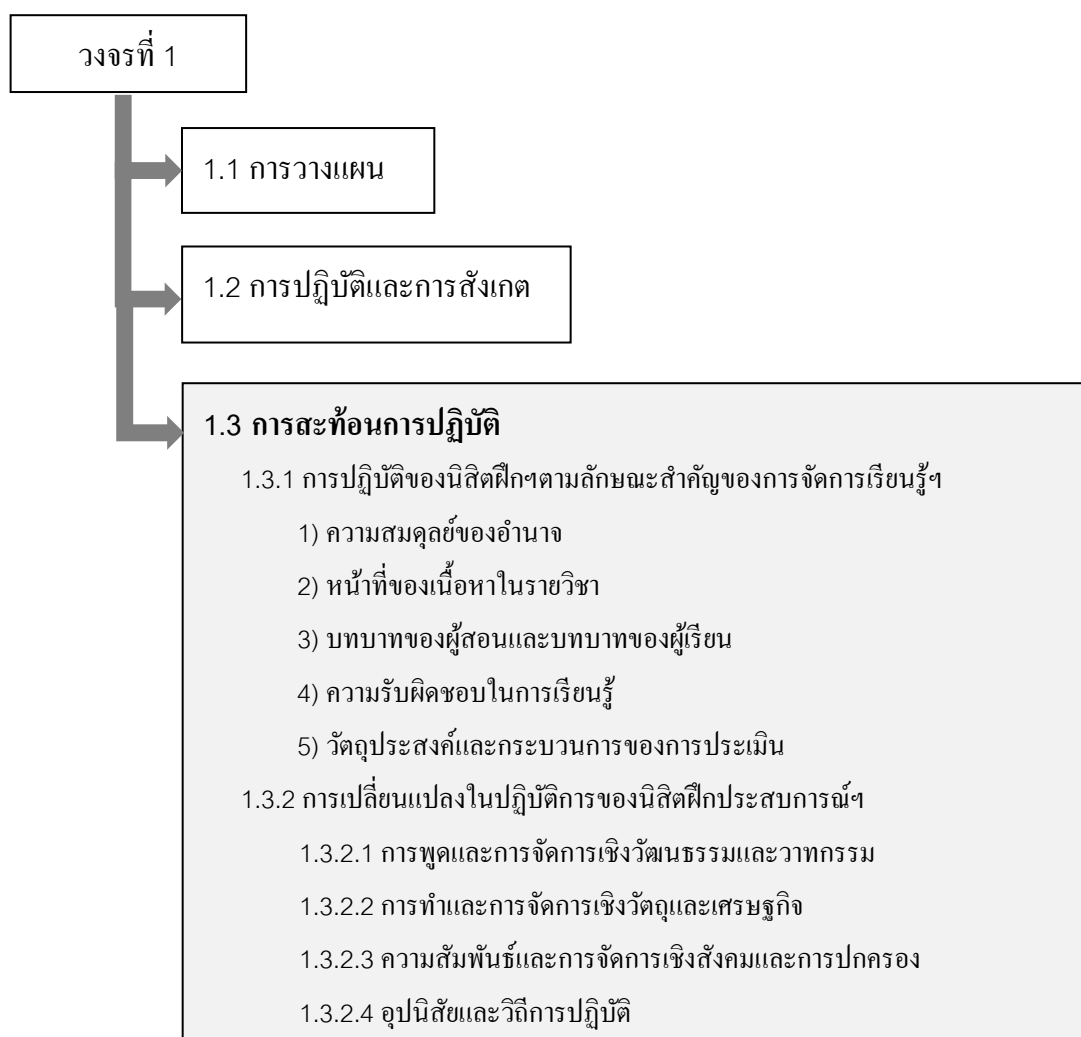 วงจรที่ 1
1.1 การวางแผน
1.2 การปฏิบัติและการสังเกต
1.3 การสะท้อนการปฏิบัติ
1.3.1 การปฏิบัติของนิสิตฝึกฯตามลักษณะสำคัญของการจัดการเรียนรู้ฯ
1) ความสมดุลย์ของอำนาจ
2) หน้าที่ของเนื้อหาในรายวิชา
3) บทบาทของผู้สอนและบทบาทของผู้เรียน
4) ความรับผิดชอบในการเรียนรู้
5) วัตถุประสงค์และกระบวนการของการประเมิน
1.3.2 การเปลี่ยนแปลงในปฏิบัติการของนิสิตฝึกประสบการณ์ฯ
1.3.2.1 การพูดและการจัดการเชิงวัฒนธรรมและวาทกรรม
1.3.2.2 การทำและการจัดการเชิงวัตถุและเศรษฐกิจ
1.3.2.3 ความสัมพันธ์และการจัดการเชิงสังคมและการปกครอง
1.3.2.4 อุปนิสัยและวิถีการปฏิบัติ